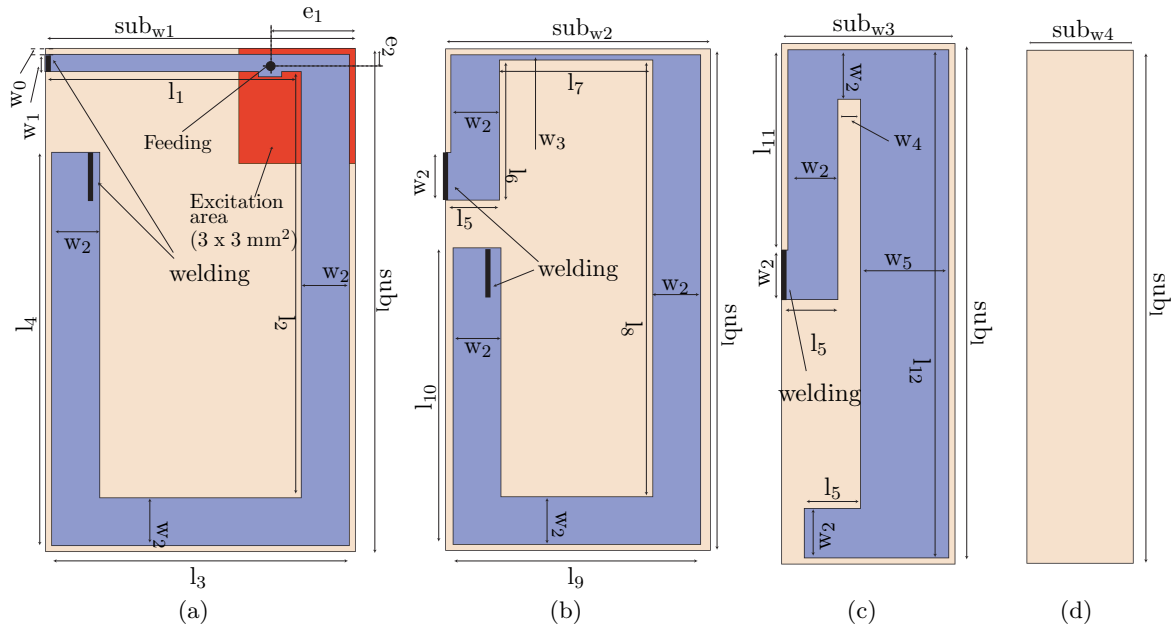 sub_w1
e_1
e_2
w_0
w_1
l_1
Feeding
Excitation
area
(3 x 3 mm²)
w_2
welding
w_2
l_2
l_4
sub_l
w_2
l_3
(a)
sub_w2
l_7
w_2
w_3
w_2
l_6
l_5
welding
w_2
w_2
l_8
l_10
sub_l
w_2
l_9
(b)
sub_w3
w_2
l_11
w_4
w_2
w_2
w_5
l_5
l_12
sub_l
welding
l_5
w_2
(c)
sub_w4
sub_l
(d)